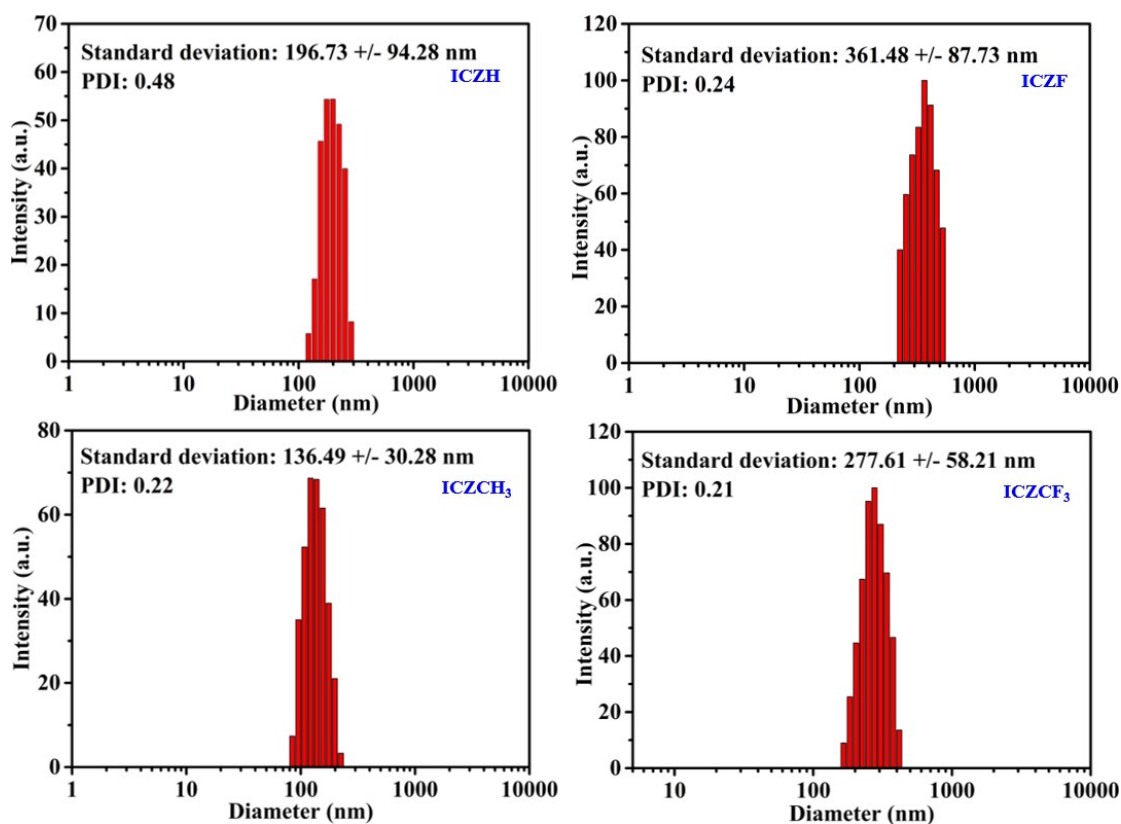 Standard deviation: 196.73 +/- 94.28 nm
PDI: 0.48
ICZH
Intensity (a.u.)
70
60
50
40
30
20
10
0
1 10 100 1000 10000
Diameter (nm)
Standard deviation: 361.48 +/- 87.73 nm
PDI: 0.24
ICZF
Intensity (a.u.)
120
100
80
60
40
20
0
1 10 100 1000 10000
Diameter (nm)
Standard deviation: 136.49 +/- 30.28 nm
PDI: 0.22
ICZCH₃
Intensity (a.u.)
80
60
40
20
0
1 10 100 1000 10000
Diameter (nm)
Standard deviation: 277.61 +/- 58.21 nm
PDI: 0.21
ICZCF₃
Intensity (a.u.)
120
100
80
60
40
20
0
10 100 1000 10000
Diameter (nm)